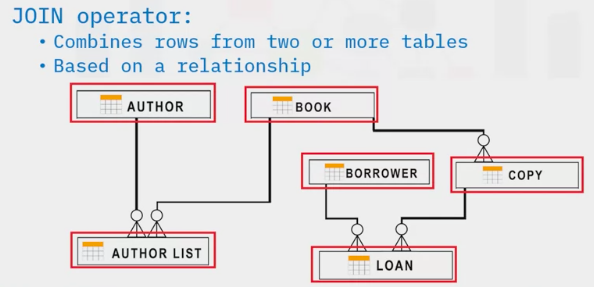 JOIN operator:
• Combines rows from two or more tables
• Based on a relationship
AUTHOR
BOOK
BORROWER
COPY
AUTHOR LIST
LOAN